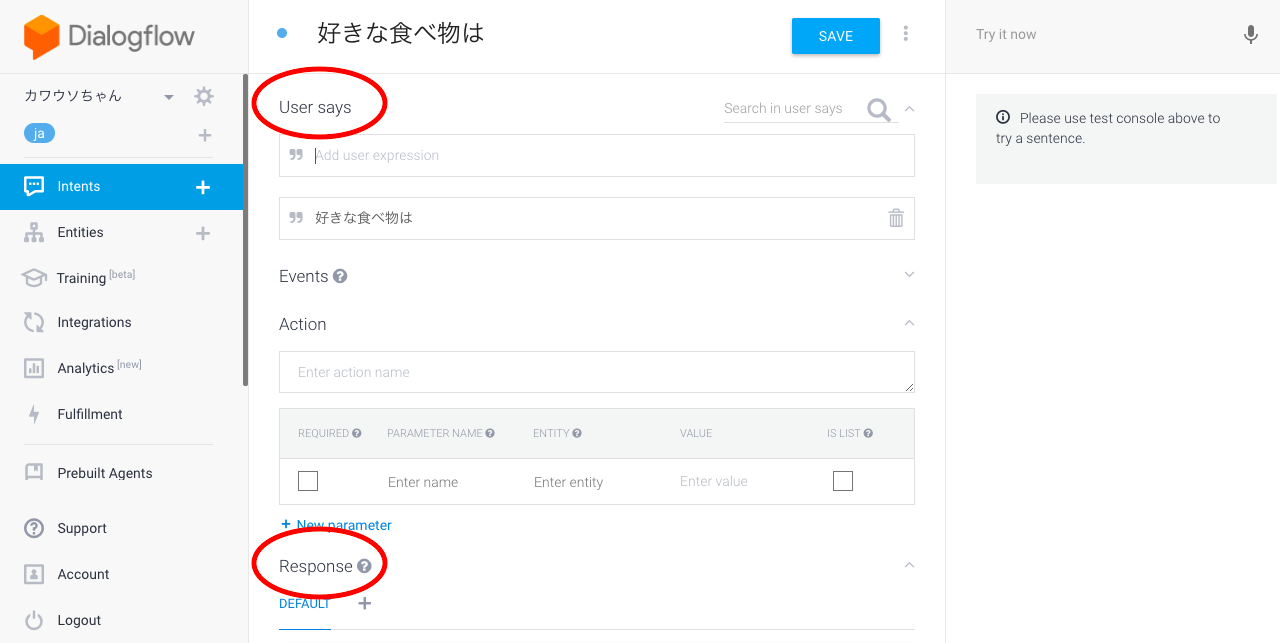 Dialogflow
カワウソちゃん
ja
Intents
Entities
Training [beta]
Integrations
Analytics [new]
Fulfillment
Prebuilt Agents
Support
Account
Logout
好きな食べ物は
SAVE
User says
Search in user says
Add user expression
好きな食べ物は
Events
Action
Enter action name
REQUIRED PARAMETER NAME ENTITY VALUE IS LIST
Enter name Enter entity Enter value
+ New parameter
Response
DEFAULT +
Try it now
Please use test console above to
try a sentence.